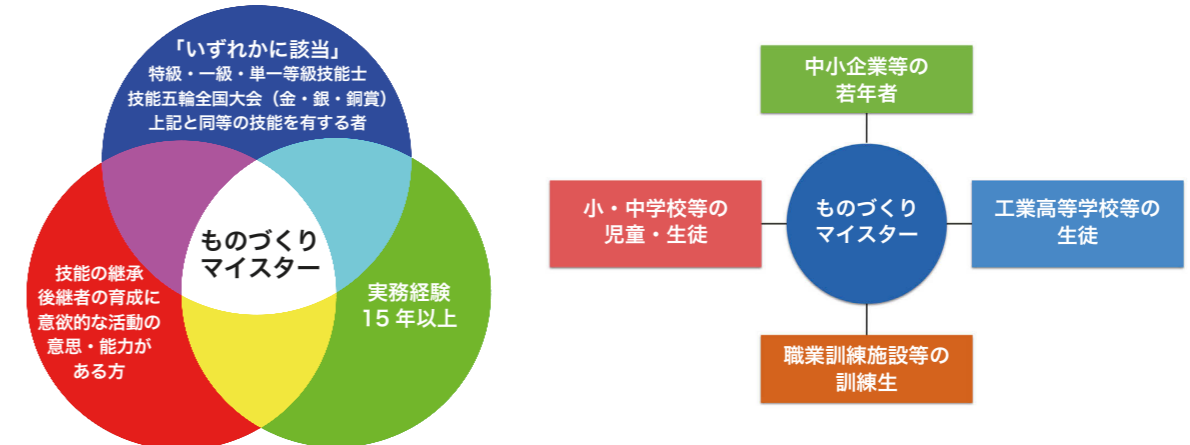 「いずれかに該当」
特級・一級・単一等級技能士
技能五輪全国大会（金・銀・銅賞）
上記と同等の技能を有する者
ものづくり
マイスター
技能の継承
後継者の育成に
意欲的な活動の
意思・能力が
ある方
実務経験
15年以上
中小企業等の
若年者
小・中学校等の
児童・生徒
ものづくり
マイスター
工業高等学校等の
生徒
職業訓練施設等の
訓練生